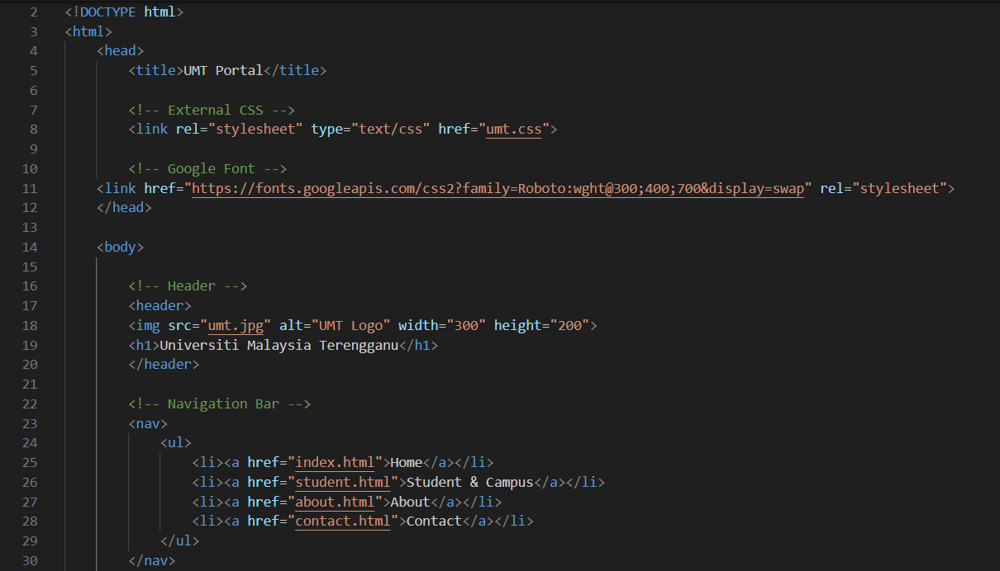 2 <!DOCTYPE html>
3 <html>
4     <head>
5         <title>UMT Portal</title>
6
7         <!-- External CSS -->
8         <link rel="stylesheet" type="text/css" href="umt.css">
9
10         <!-- Google Font -->
11     <link href="https://fonts.googleapis.com/css2?family=Roboto:wght@300;400;700&display=swap" rel="stylesheet">
12     </head>
13
14     <body>
15
16         <!-- Header -->
17         <header>
18         <img src="umt.jpg" alt="UMT Logo" width="300" height="200">
19         <h1>Universiti Malaysia Terengganu</h1>
20         </header>
21
22         <!-- Navigation Bar -->
23         <nav>
24             <ul>
25                 <li><a href="index.html">Home</a></li>
26                 <li><a href="student.html">Student & Campus</a></li>
27                 <li><a href="about.html">About</a></li>
28                 <li><a href="contact.html">Contact</a></li>
29             </ul>
30         </nav>